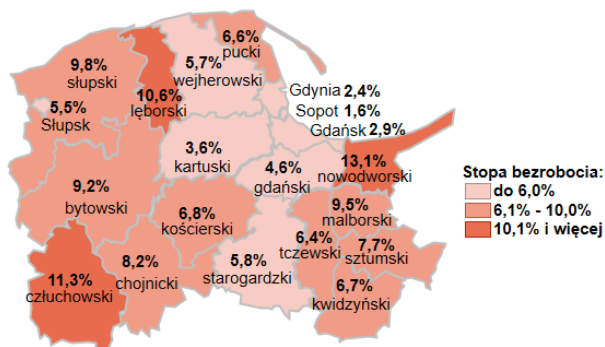 6,6%
pucki
5,7%
wejherowski
9,8%
słupski
10,6%
lęborski
5,5%
Słupsk
Gdynia 2,4%
Sopot 1,6%
Gdańsk 2,9%
3,6%
kartuski
4,6%
gdański
13,1%
nowodworski
9,2%
bytowski
6,8%
kościerski
9,5%
malborski
6,4%
tczewski
7,7%
sztumski
5,8%
starogardzki
8,2%
chojnicki
11,3%
człuchowski
6,7%
kwidzyński
Stopa bezrobocia:
do 6,0%
6,1% - 10,0%
10,1% i więcej